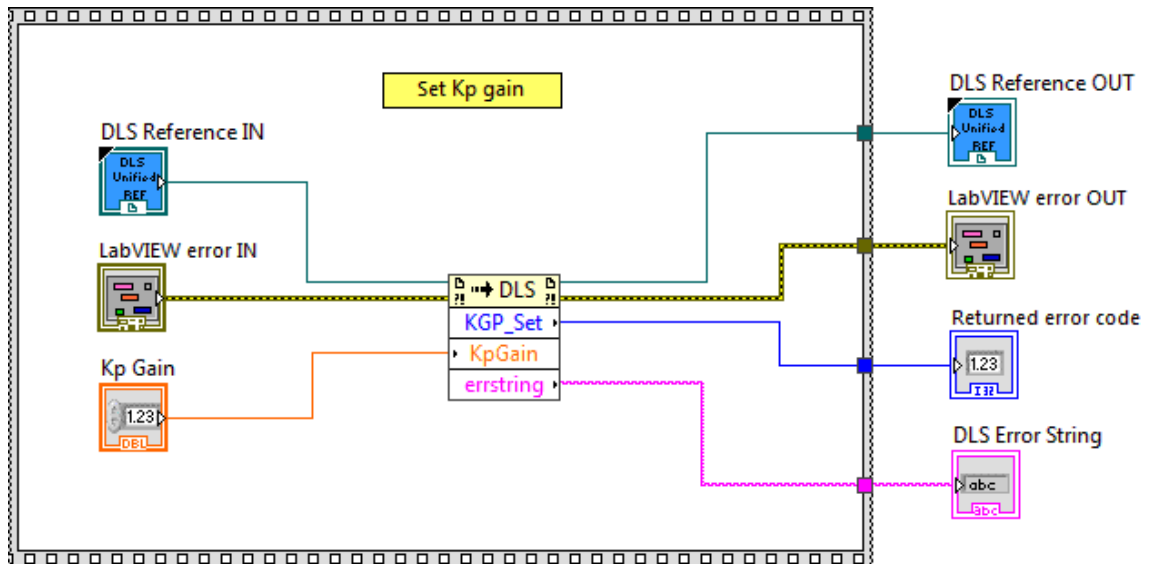 Set Kp gain
DLS Reference IN
DLS
Unified
REF
LabVIEW error IN
Kp Gain
1.23
DBL
?!
DLS
?!
KGP_Set
KpGain
errstring
DLS Reference OUT
DLS
Unified
REF
LabVIEW error OUT
Returned error code
1.23
I32
DLS Error String
abc
abc